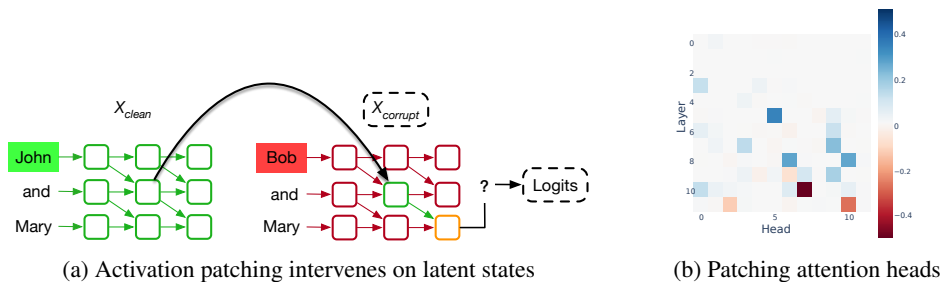 X_clean
X_corrupt
John
and
Mary
Bob
and
Mary
?
Logits
(a) Activation patching intervenes on latent states
Layer
0
2
4
6
8
10
0
5
10
Head
0.4
0.2
0
−0.2
−0.4
(b) Patching attention heads